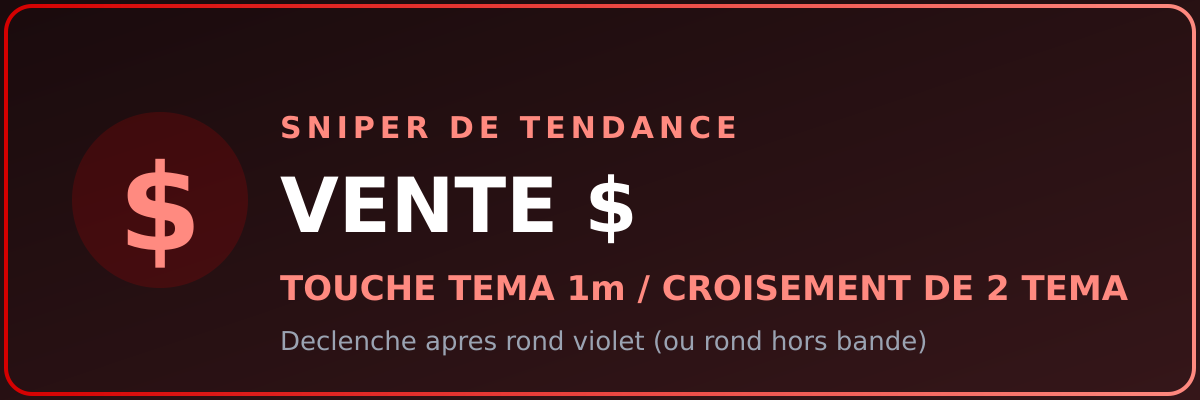 $
SNIPER DE TENDANCE
VENTE $
TOUCHE TEMA 1m / CROISEMENT DE 2 TEMA
Declenche apres rond violet (ou rond hors bande)